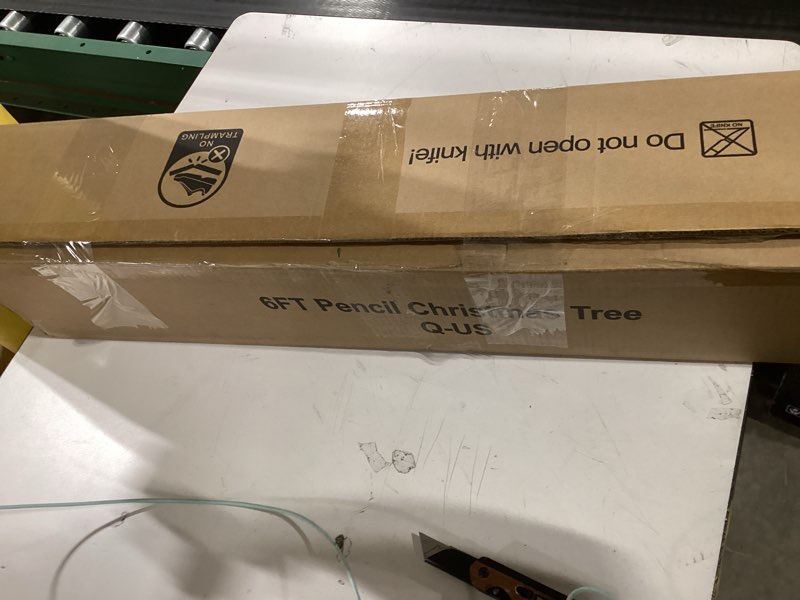 NO KNIFE
Do not open with knife!
NO
TRAMPLING
6FT Pencil Christmas Tree
Q-US